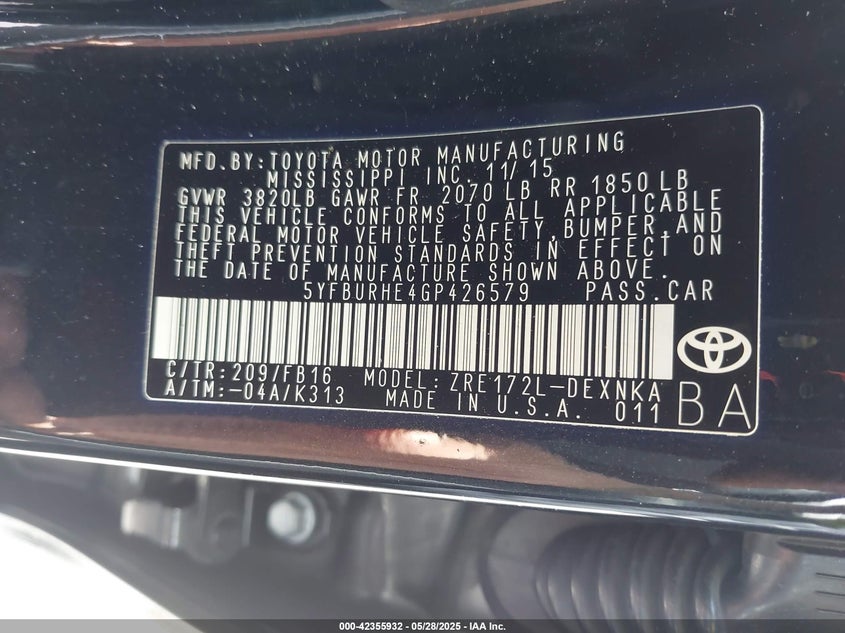 MFD. BY: TOYOTA MOTOR MANUFACTURING
MISSISSIPPI INC. 11/15
GVWR 3820LB GAWR FR 2070 LB RR 1850 LB
THIS VEHICLE CONFORMS TO ALL APPLICABLE
FEDERAL MOTOR VEHICLE SAFETY, BUMPER, AND
THEFT PREVENTION STANDARDS IN EFFECT ON
THE DATE OF MANUFACTURE SHOWN ABOVE.
5YFBURHE4GP426579 PASS. CAR
C/TR: 209/FB16 MODEL: ZRE172L-DEXNKA
A/TM: -04A/K313 MADE IN U.S.A. 011
BA
000-42355932 - 05/28/2025 - IAA Inc.